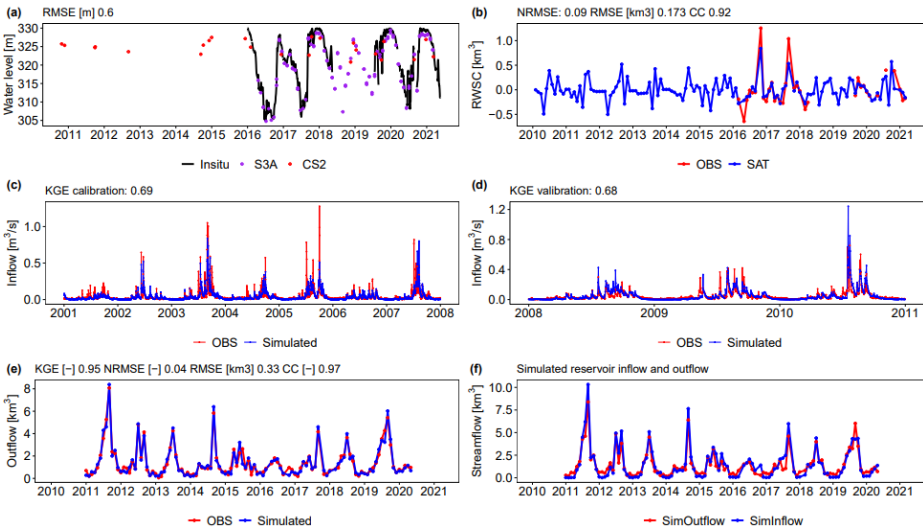 (a) RMSE [m] 0.6
Water level [m]
330
325
320
315
310
305
2011 2012 2013 2014 2015 2016 2017 2018 2019 2020 2021
Insitu S3A CS2
(b) NRMSE: 0.09 RMSE [km3] 0.173 CC 0.92
RWSC [km³]
1.0
0.5
0.0
−0.5
2010 2011 2012 2013 2014 2015 2016 2017 2018 2019 2020 2021
OBS SAT
(c) KGE calibration: 0.69
Inflow [m³/s]
1.0
0.5
0.0
2001 2002 2003 2004 2005 2006 2007 2008
OBS Simulated
(d) KGE valibration: 0.68
Inflow [m³/s]
1.2
0.8
0.4
0.0
2008 2009 2010 2011
OBS Simulated
(e) KGE [−] 0.95 NRMSE [−] 0.04 RMSE [km3] 0.33 CC [−] 0.97
Outflow [km³]
8
6
4
2
0
2010 2011 2012 2013 2014 2015 2016 2017 2018 2019 2020 2021
OBS Simulated
(f) Simulated reservoir inflow and outflow
Streamflow [km³]
10.0
7.5
5.0
2.5
0.0
2010 2011 2012 2013 2014 2015 2016 2017 2018 2019 2020 2021
SimOutflow SimInflow